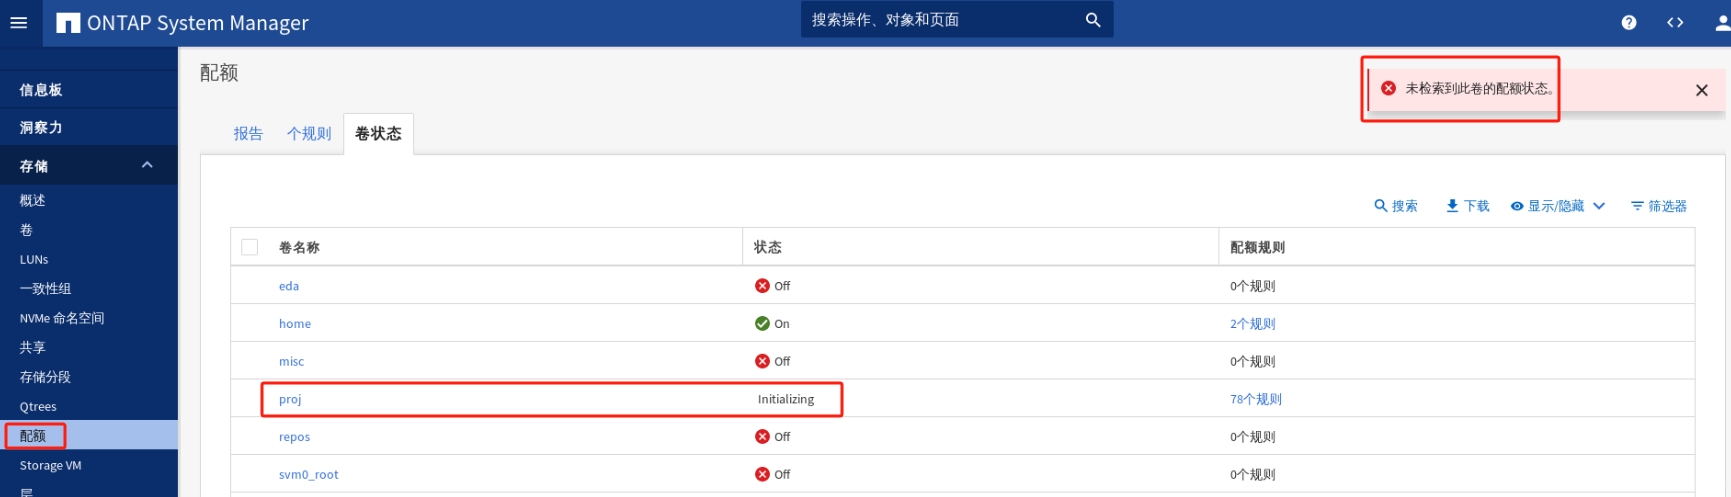 ONTAP System Manager
搜索操作、对象和页面
配额
未检索到此卷的配额状态。
信息板
洞察力
存储
概述
卷
LUNs
一致性组
NVMe 命名空间
共享
存储分段
Qtrees
配额
Storage VM
层
报告 个规则 卷状态
搜索 下载 显示/隐藏 筛选器
卷名称 状态 配额规则
eda Off 0个规则
home On 2个规则
misc Off 0个规则
proj Initializing 78个规则
repos Off 0个规则
svm0_root Off 0个规则